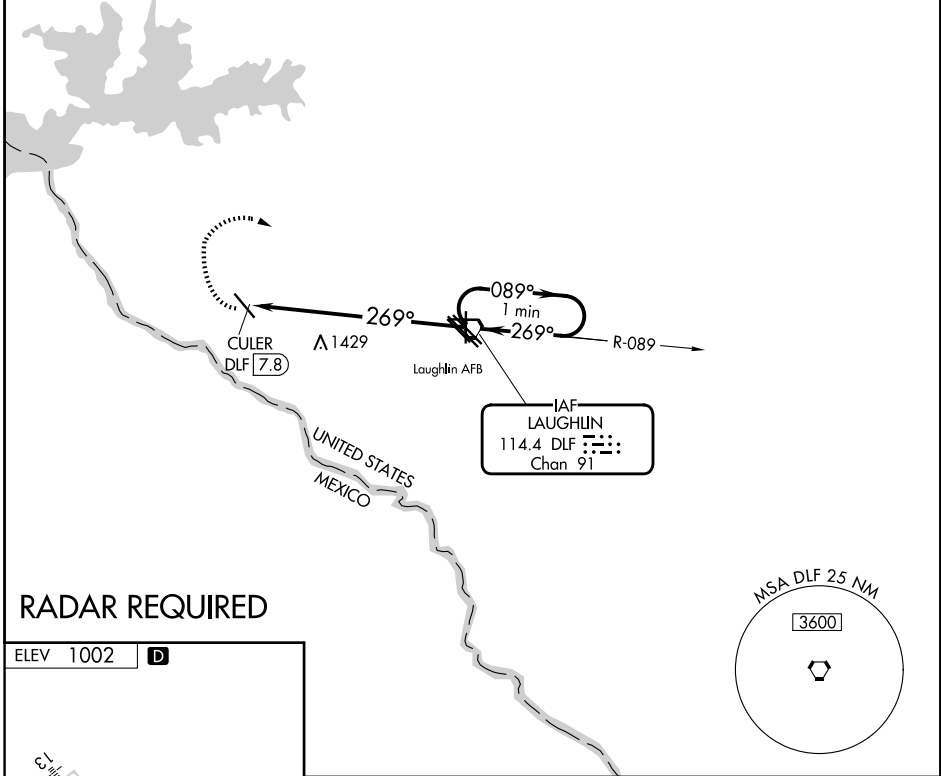 089°
1 min
269°
269°
R-089
CULER
DLF 7.8
1429
Laughlin AFB
IAF
LAUGHLIN
114.4 DLF
Chan 91
UNITED STATES
MEXICO
MSA DLF 25 NM
3600
RADAR REQUIRED
ELEV 1002 D
13